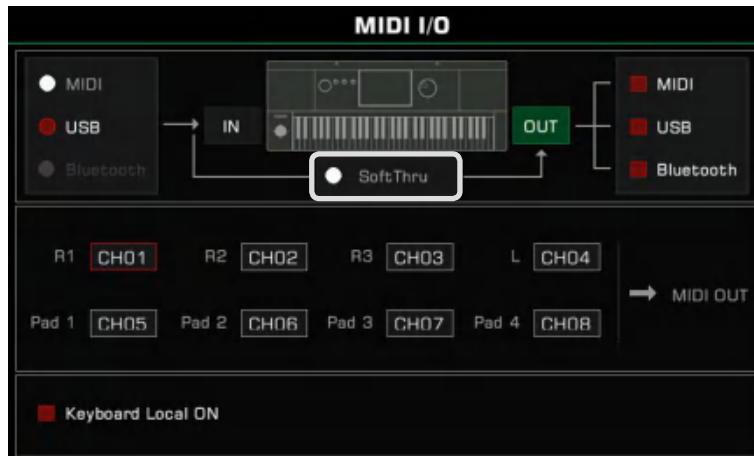 MIDI I/O
MIDI
USB
Bluetooth
IN
OUT
SoftThru
MIDI
USB
Bluetooth
R1 CH01 R2 CH02 R3 CH03 L CH04
Pad 1 CH05 Pad 2 CH06 Pad 3 CH07 Pad 4 CH08
MIDI OUT
Keyboard Local ON